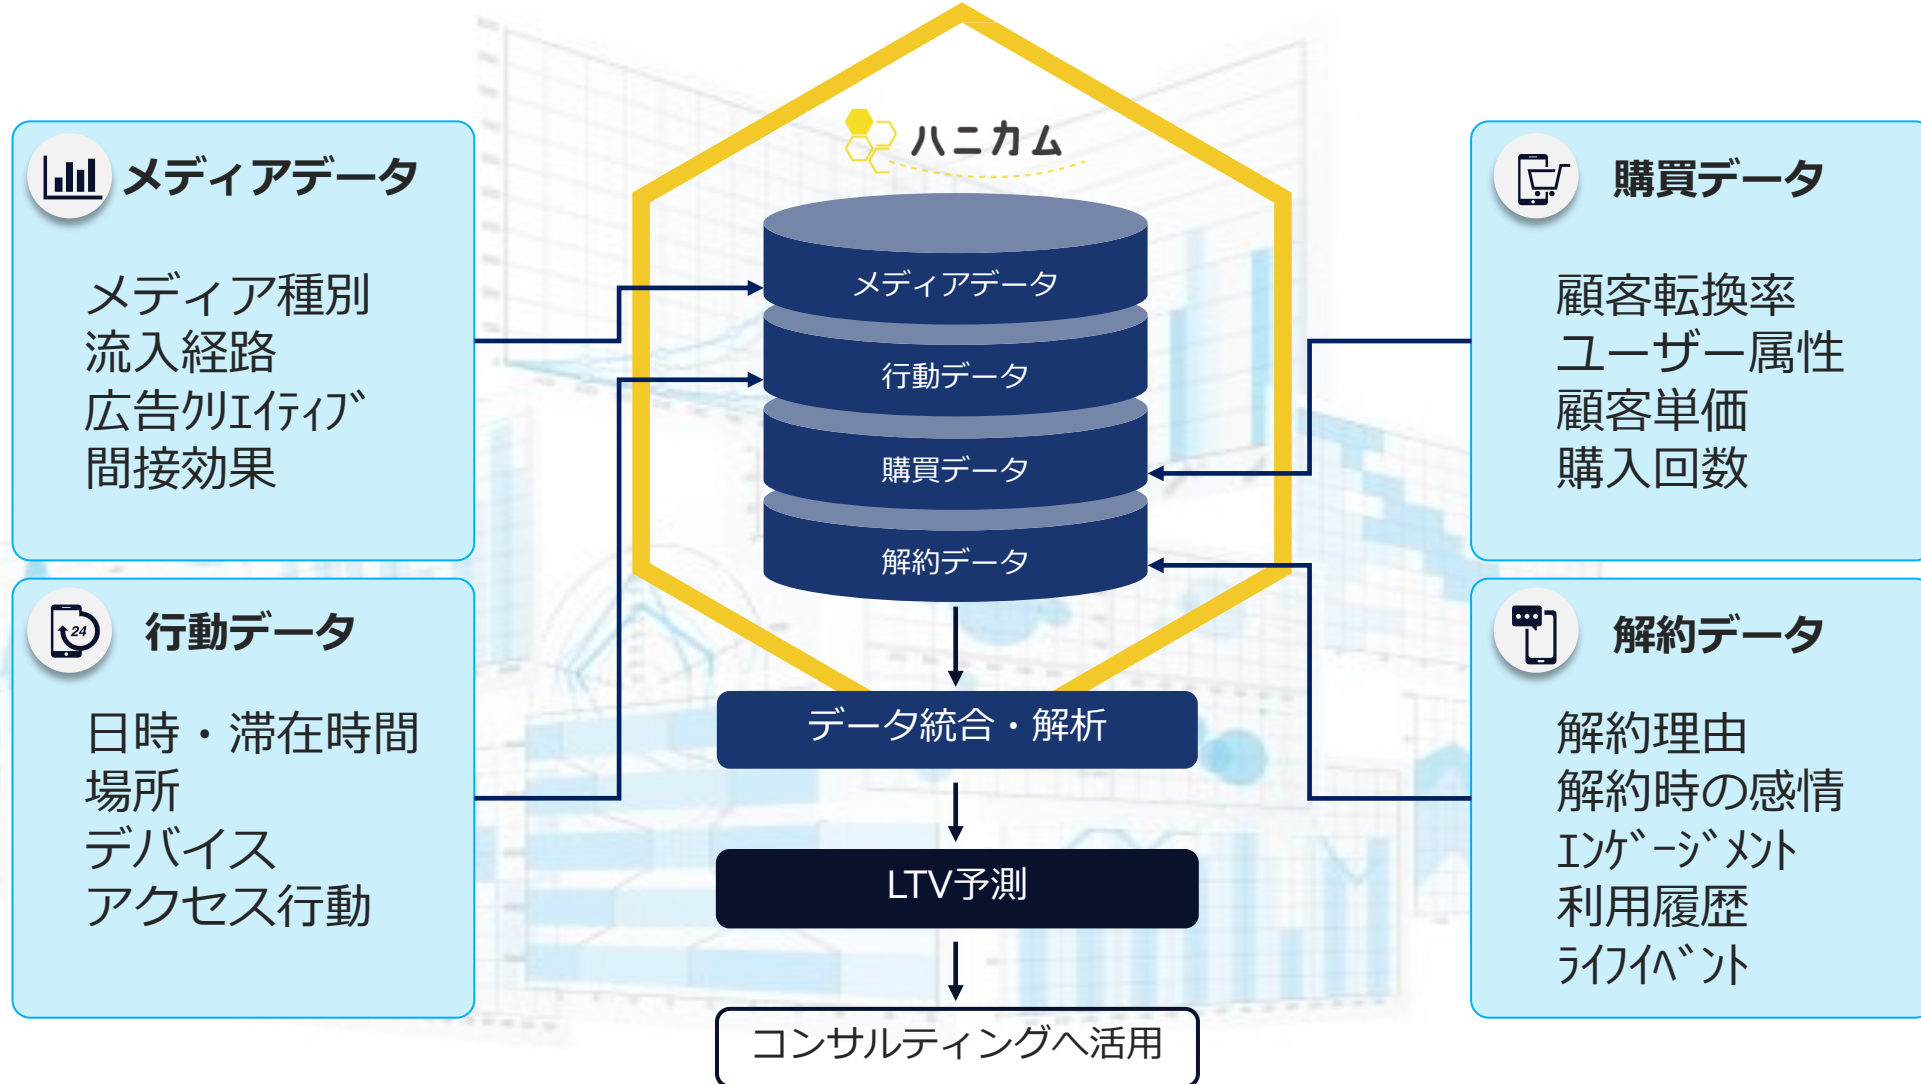 メディアデータ
メディア種別
流入経路
広告ｸﾘｴｲﾃｨﾌﾞ
間接効果
行動データ
24
日時・滞在時間
場所
デバイス
アクセス行動
ハニカム
メディアデータ
行動データ
購買データ
解約データ
データ統合・解析
LTV予測
コンサルティングへ活用
購買データ
顧客転換率
ユーザー属性
顧客単価
購入回数
解約データ
解約理由
解約時の感情
ｴﾝｹﾞｰｼﾞﾒﾝﾄ
利用履歴
ﾗｲﾌｲﾍﾞﾝﾄ